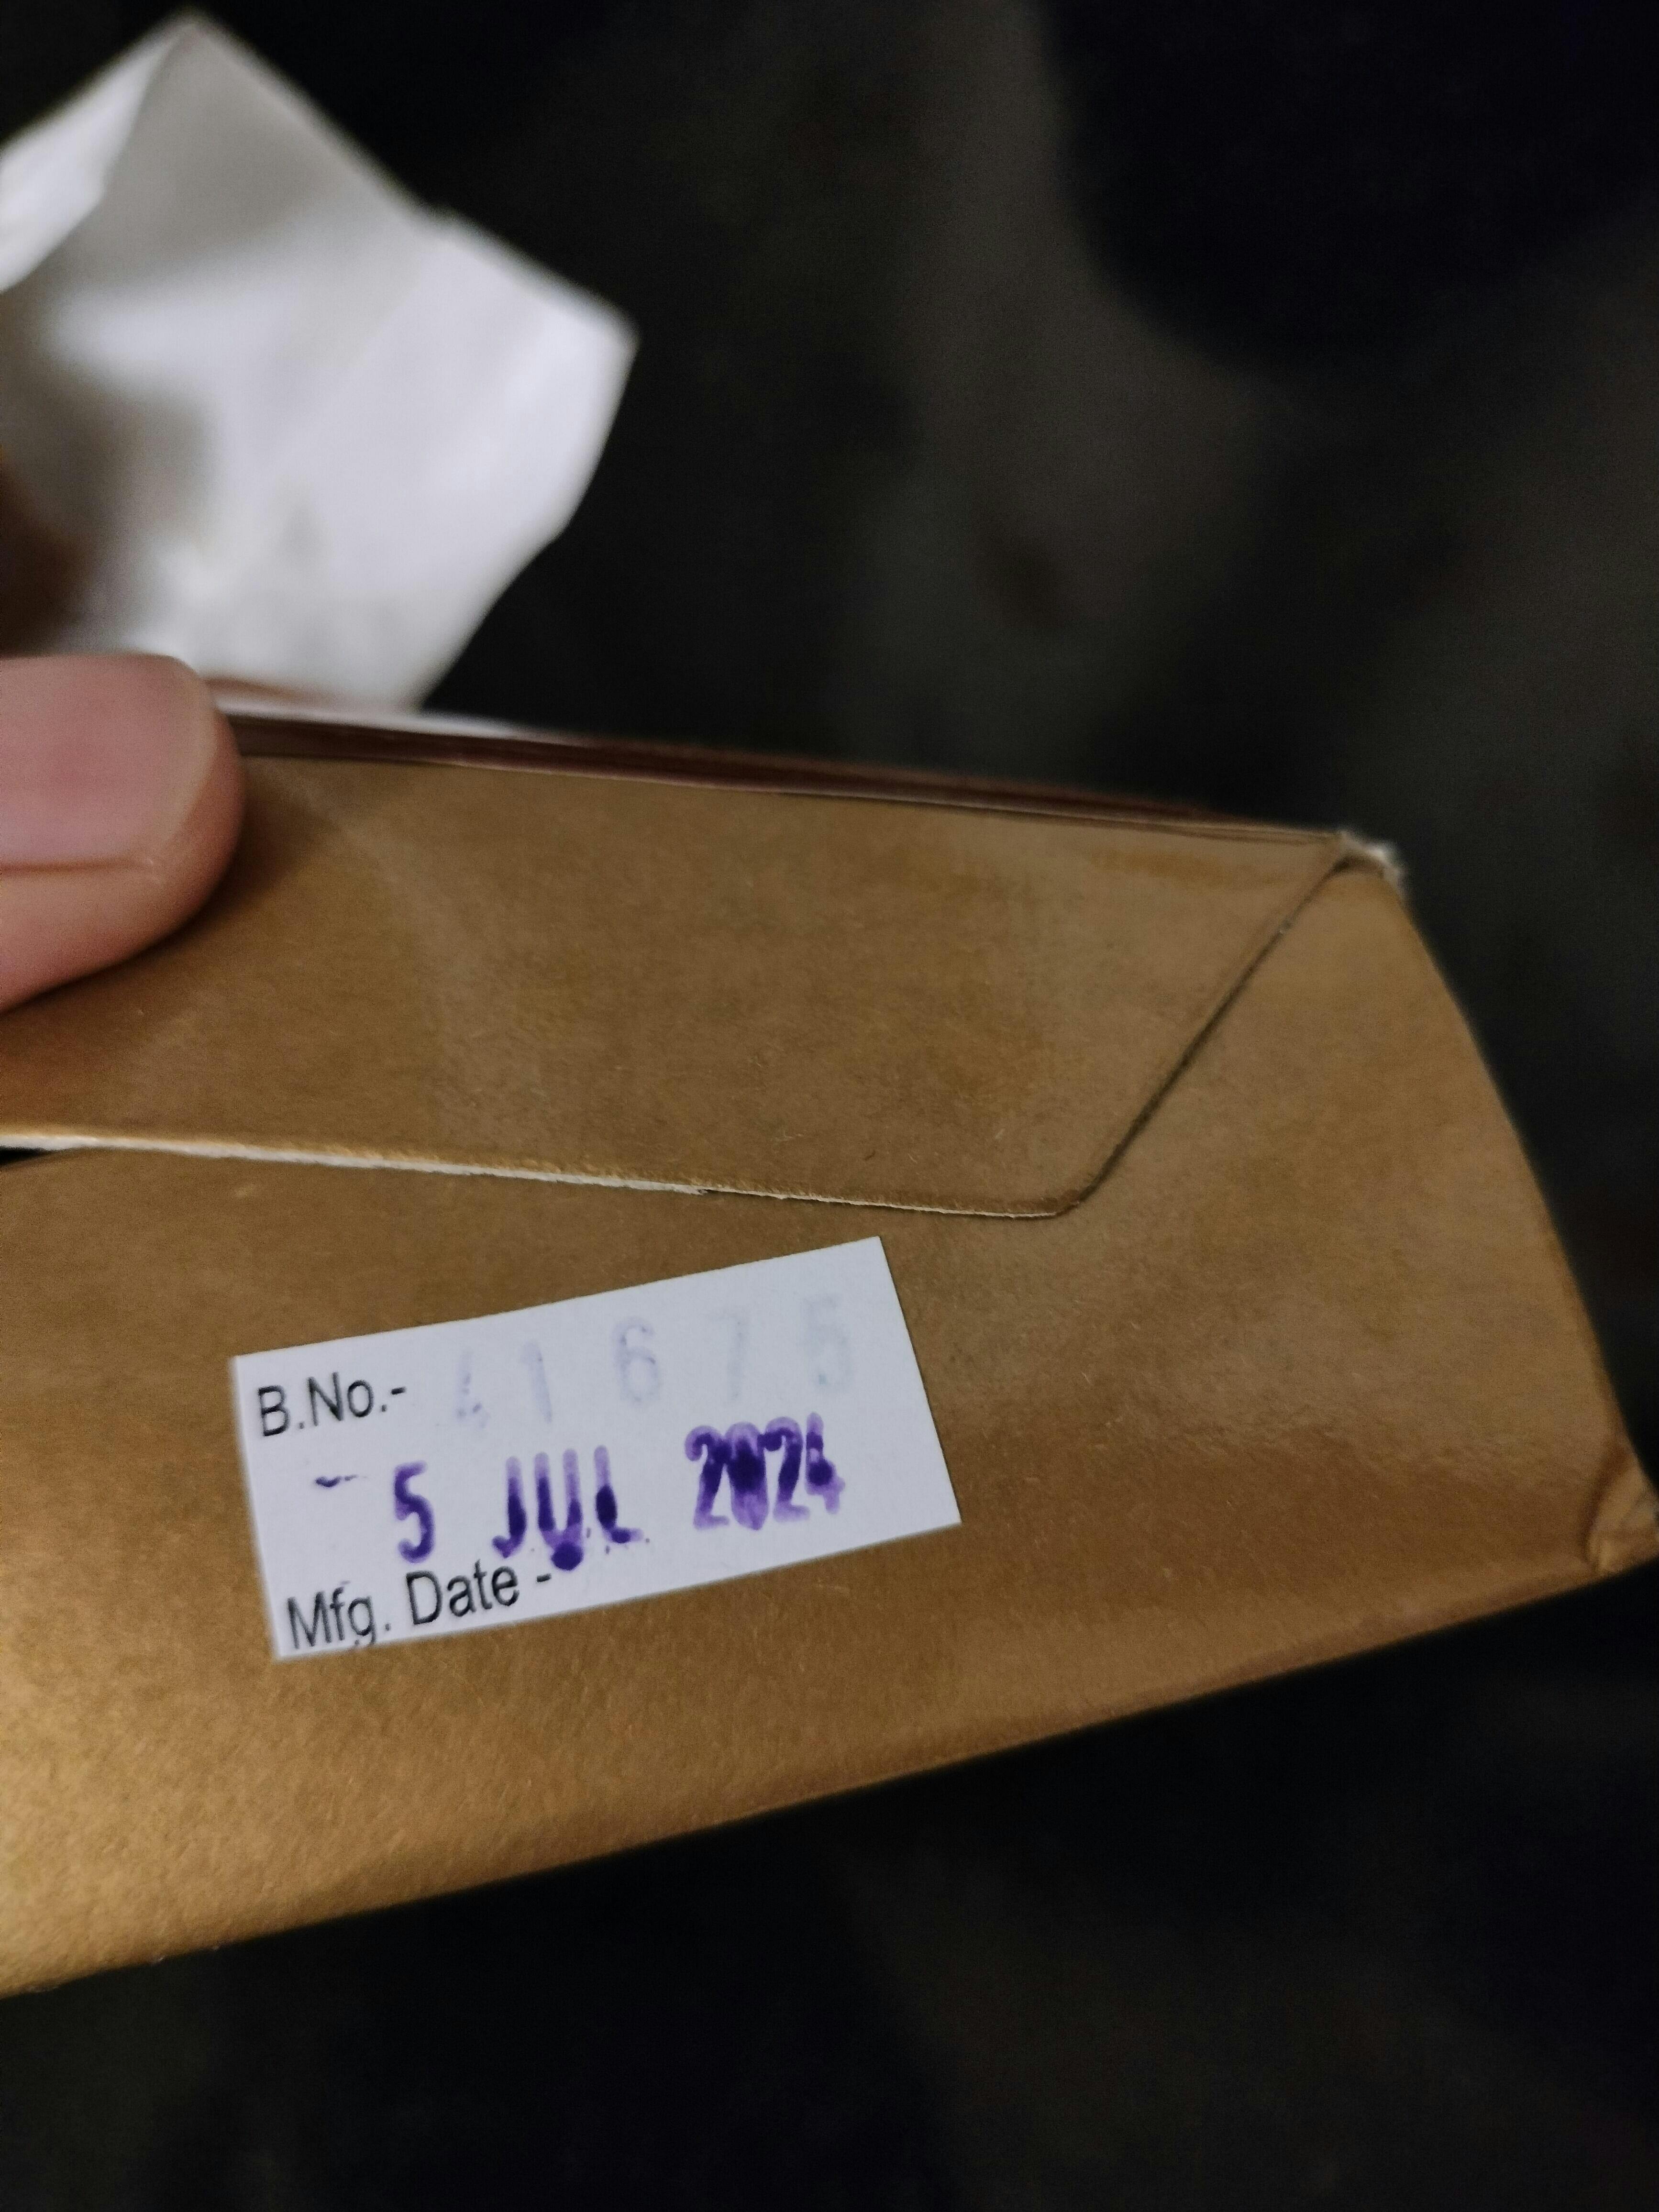 B.No.- 41675
- 5 JUL 2024
Mfg. Date -